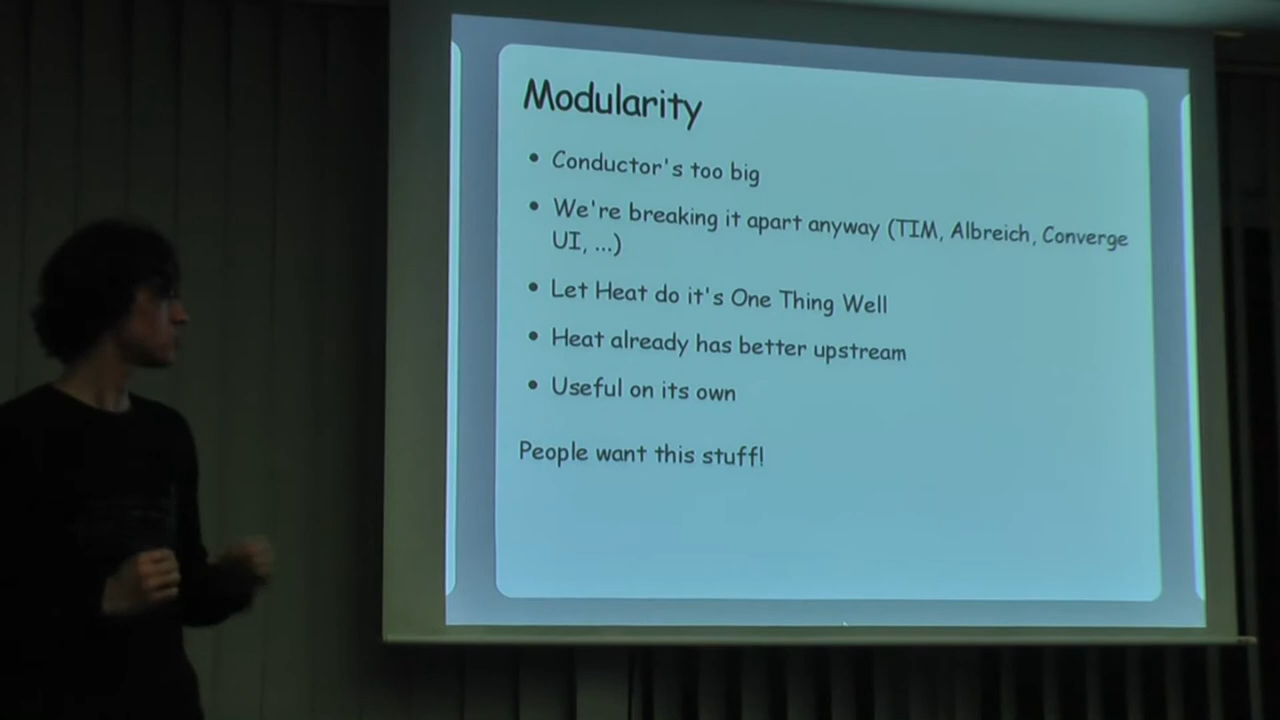 Modularity
• Conductor's too big
• We're breaking it apart anyway (TIM, Albreich, Converge
UI, ...)
• Let Heat do it's One Thing Well
• Heat already has better upstream
• Useful on its own
People want this stuff!